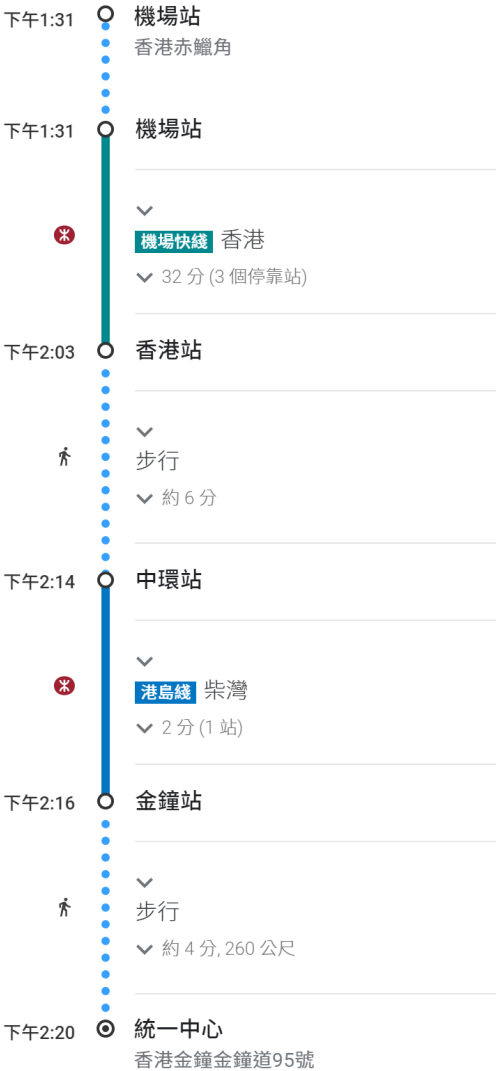 下午1:31 機場站
香港赤鱲角
下午1:31 機場站
機場快綫 香港
32 分 (3 個停靠站)
下午2:03 香港站
步行
約 6 分
下午2:14 中環站
港島綫 柴灣
2 分 (1 站)
下午2:16 金鐘站
步行
約 4 分, 260 公尺
下午2:20 統一中心
香港金鐘金鐘道95號